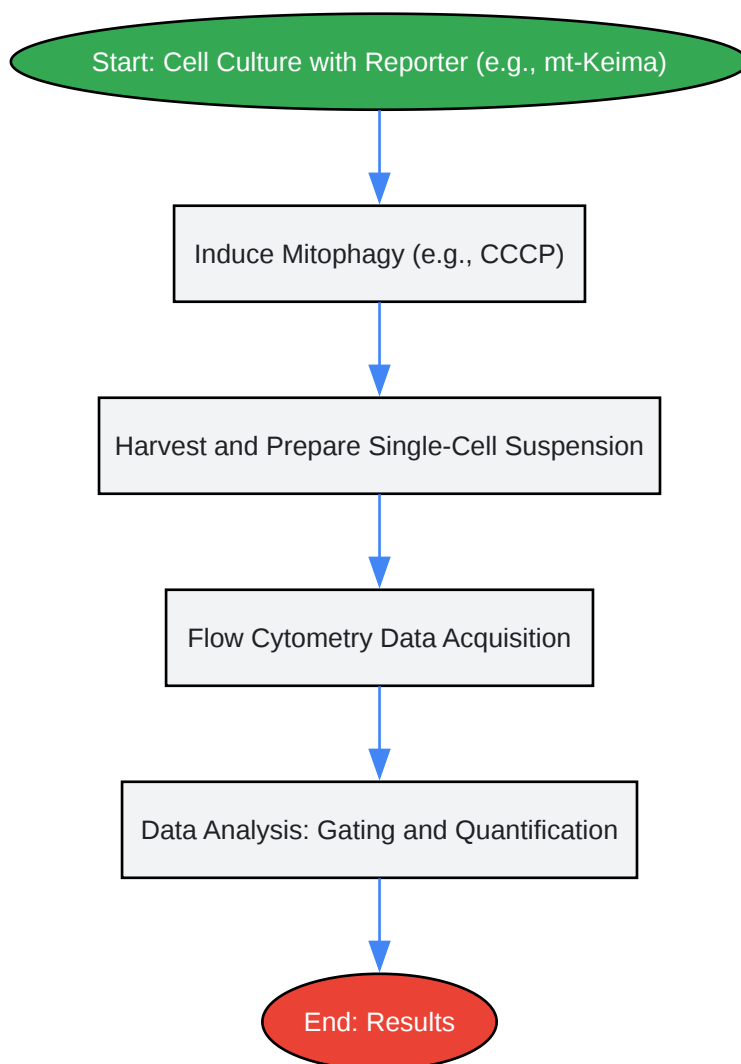 Start: Cell Culture with Reporter (e.g., mt-Keima)
Induce Mitophagy (e.g., CCCP)
Harvest and Prepare Single-Cell Suspension
Flow Cytometry Data Acquisition
Data Analysis: Gating and Quantification
End: Results